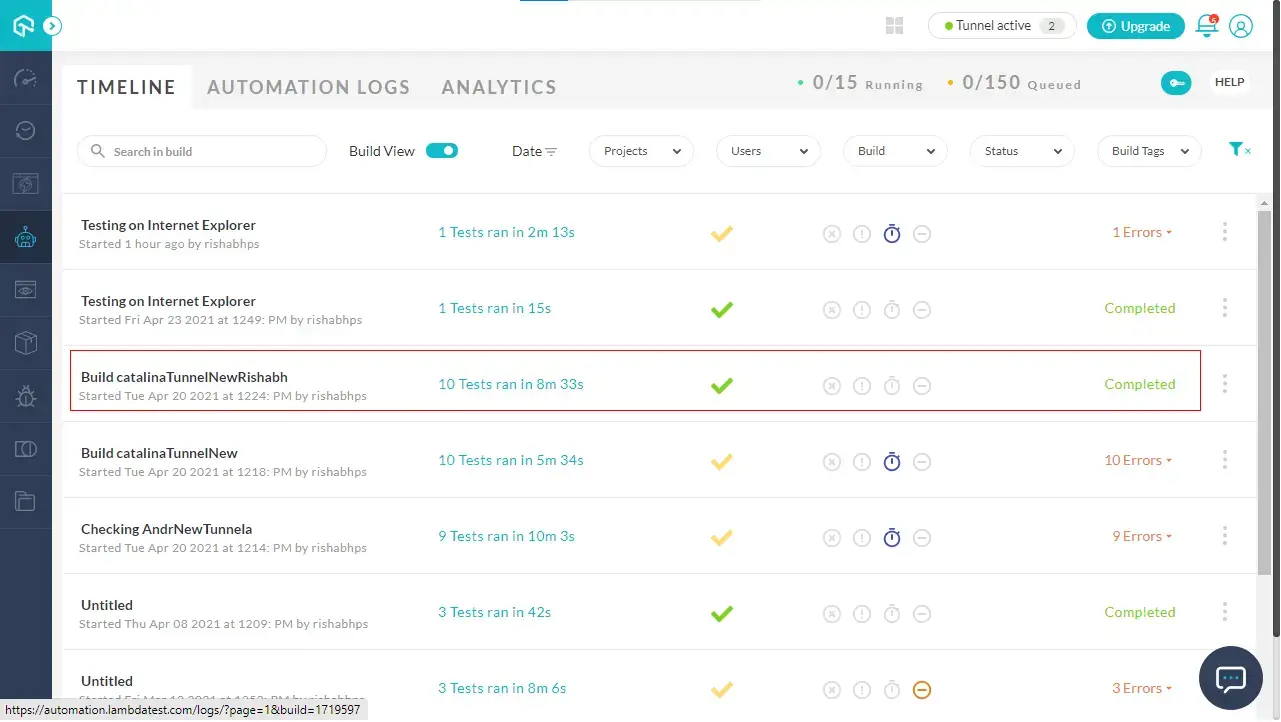 Tunnel active 2
Upgrade
5
TIMELINE
AUTOMATION LOGS
ANALYTICS
0/15 Running
0/150 Queued
HELP
Search in build
Build View
Date
Projects
Users
Build
Status
Build Tags
Testing on Internet Explorer
Started 1 hour ago by rishabhps
1 Tests ran in 2m 13s
1 Errors
Testing on Internet Explorer
Started Fri Apr 23 2021 at 1249: PM by rishabhps
1 Tests ran in 15s
Completed
Build catalinaTunnelNewRishabh
Started Tue Apr 20 2021 at 1224: PM by rishabhps
10 Tests ran in 8m 33s
Completed
Build catalinaTunnelNew
Started Tue Apr 20 2021 at 1218: PM by rishabhps
10 Tests ran in 5m 34s
10 Errors
Checking AndrNewTunnela
Started Tue Apr 20 2021 at 1214: PM by rishabhps
9 Tests ran in 10m 3s
9 Errors
Untitled
Started Thu Apr 08 2021 at 1209: PM by rishabhps
3 Tests ran in 42s
Completed
Untitled
3 Tests ran in 8m 6s
3 Errors
https://automation.lambdatest.com/logs/?page=1&build=1719597